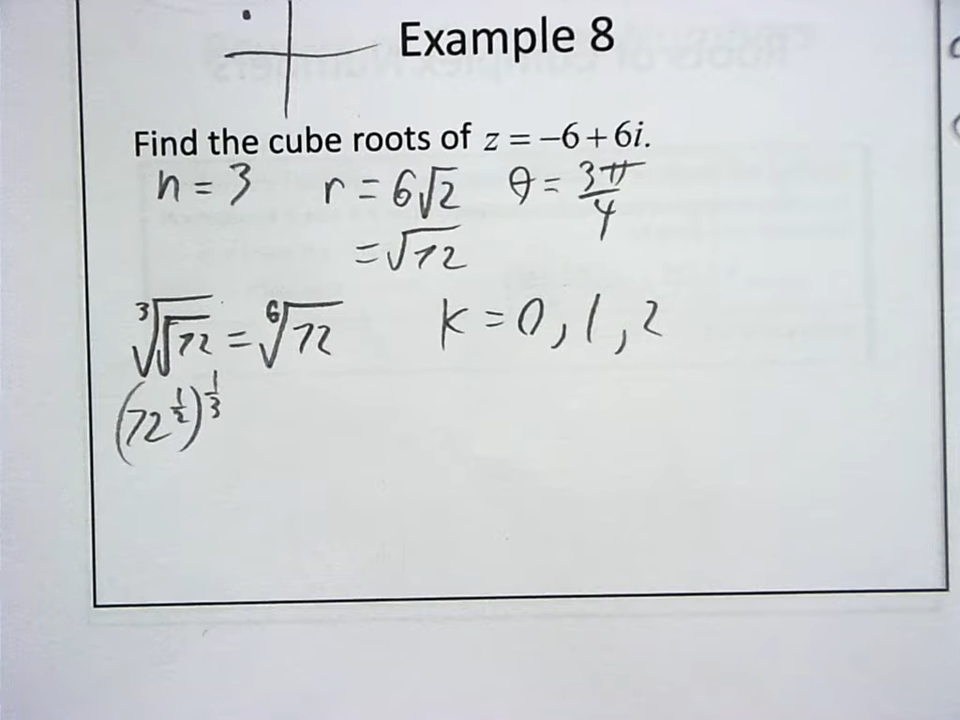 Example 8
Find the cube roots of z = −6 + 6i.
n = 3 r = 6√2 θ = 3π/4
= √72
∛√72 = ⁶√72 k = 0, 1, 2
(72^(1/2))^(1/3)